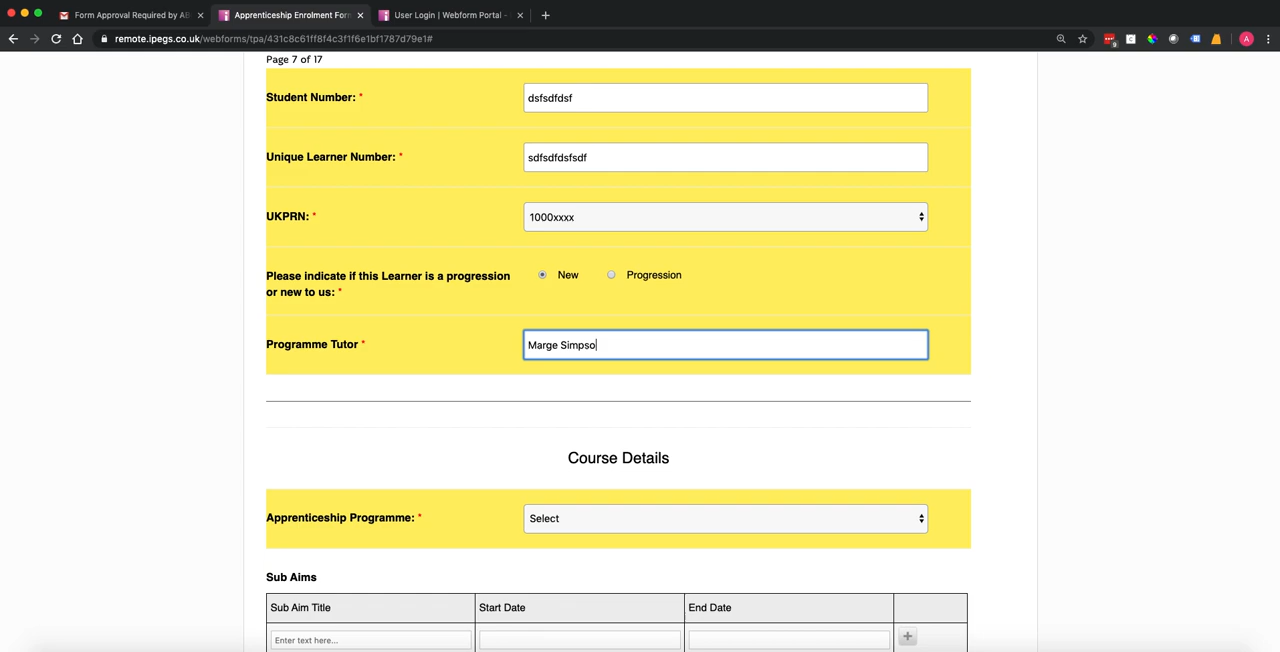 Form Approval Required by AB
Apprenticeship Enrolment Form
User Login | Webform Portal -
remote.ipegs.co.uk/webforms/tpa/431c8c61ff8f4c3f1f6e1bf1787d79e1#
9
C
A
Page 7 of 17
Student Number: *
dsfsdfdsf
Unique Learner Number: *
sdfsdfdsfsdf
UKPRN: *
1000xxxx
Please indicate if this Learner is a progression
or new to us: *
New
Progression
Programme Tutor *
Marge Simpso
Course Details
Apprenticeship Programme: *
Select
Sub Aims
Sub Aim Title
Start Date
End Date
Enter text here...
+